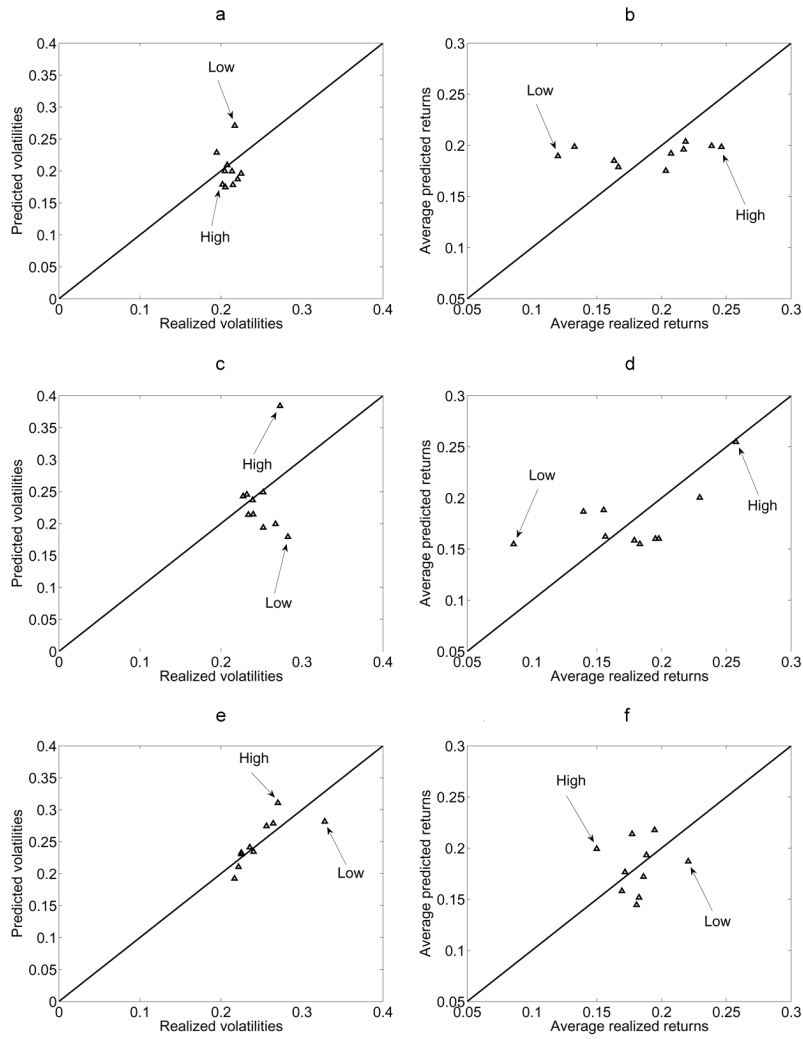 a
0.4
0.35
0.3
0.25
0.2
0.15
0.1
0.05
0
0 0.1 0.2 0.3 0.4
Predicted volatilities
Realized volatilities
Low
High
b
0.3
0.25
0.2
0.15
0.1
0.05
0.05 0.1 0.15 0.2 0.25 0.3
Average predicted returns
Average realized returns
Low
High
c
0.4
0.35
0.3
0.25
0.2
0.15
0.1
0.05
0
0 0.1 0.2 0.3 0.4
Predicted volatilities
Realized volatilities
High
Low
d
0.3
0.25
0.2
0.15
0.1
0.05
0.05 0.1 0.15 0.2 0.25 0.3
Average predicted returns
Average realized returns
Low
High
e
0.4
0.35
0.3
0.25
0.2
0.15
0.1
0.05
0
0 0.1 0.2 0.3 0.4
Predicted volatilities
Realized volatilities
High
Low
f
0.3
0.25
0.2
0.15
0.1
0.05
0.05 0.1 0.15 0.2 0.25 0.3
Average predicted returns
Average realized returns
High
Low